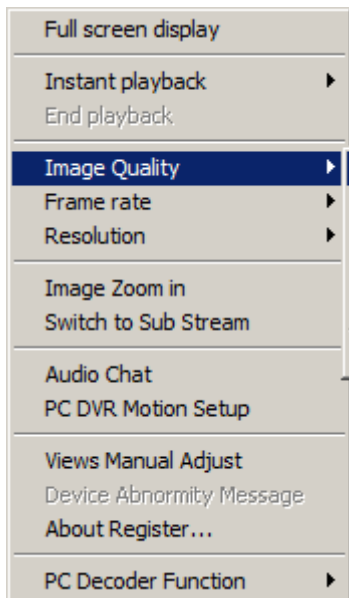 Full screen display
Instant playback
End playback
Image Quality
Frame rate
Resolution
Image Zoom in
Switch to Sub Stream
Audio Chat
PC DVR Motion Setup
Views Manual Adjust
Device Abnormity Message
About Register...
PC Decoder Function